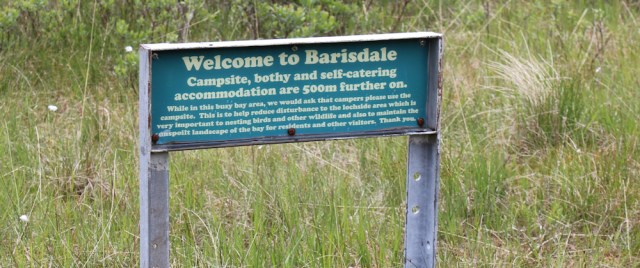 Welcome to Barisdale
Campsite, bothy and self-catering
accommodation are 500m further on.
While in this busy bay area, we would ask that campers please use the
campsite. This is to help reduce disturbance to the lochside area which is
very important to nesting birds and other wildlife and also to maintain the
unspoilt landscape of the bay for residents and other visitors. Thank you.